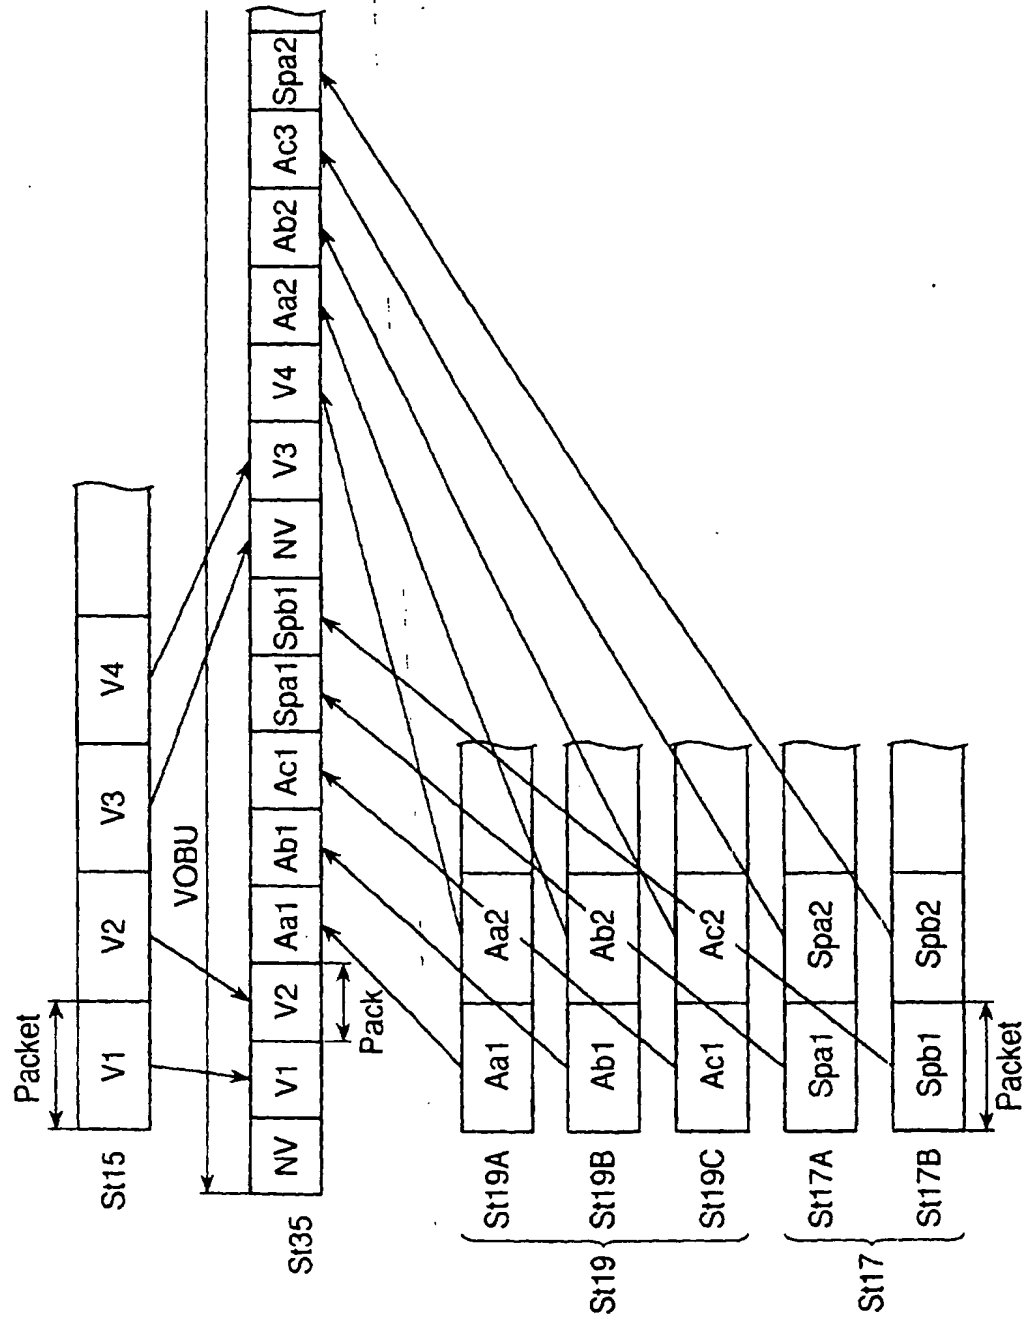 Packet
St15 V1 V2 V3 V4
VOBU
St35 NV V1 V2 Aa1 Ab1 Ac1 Spa1 Spb1 NV V3 V4 Aa2 Ab2 Ac3 Spa2
Pack
St19
St19A Aa1 Aa2
St19B Ab1 Ab2
St19C Ac1 Ac2
St17
St17A Spa1 Spa2
St17B Spb1 Spb2
Packet